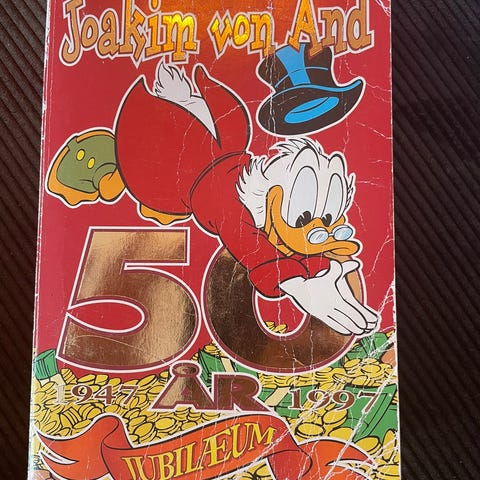 Joakim von And
50
ÅR
1947 1997
JUBILÆUM